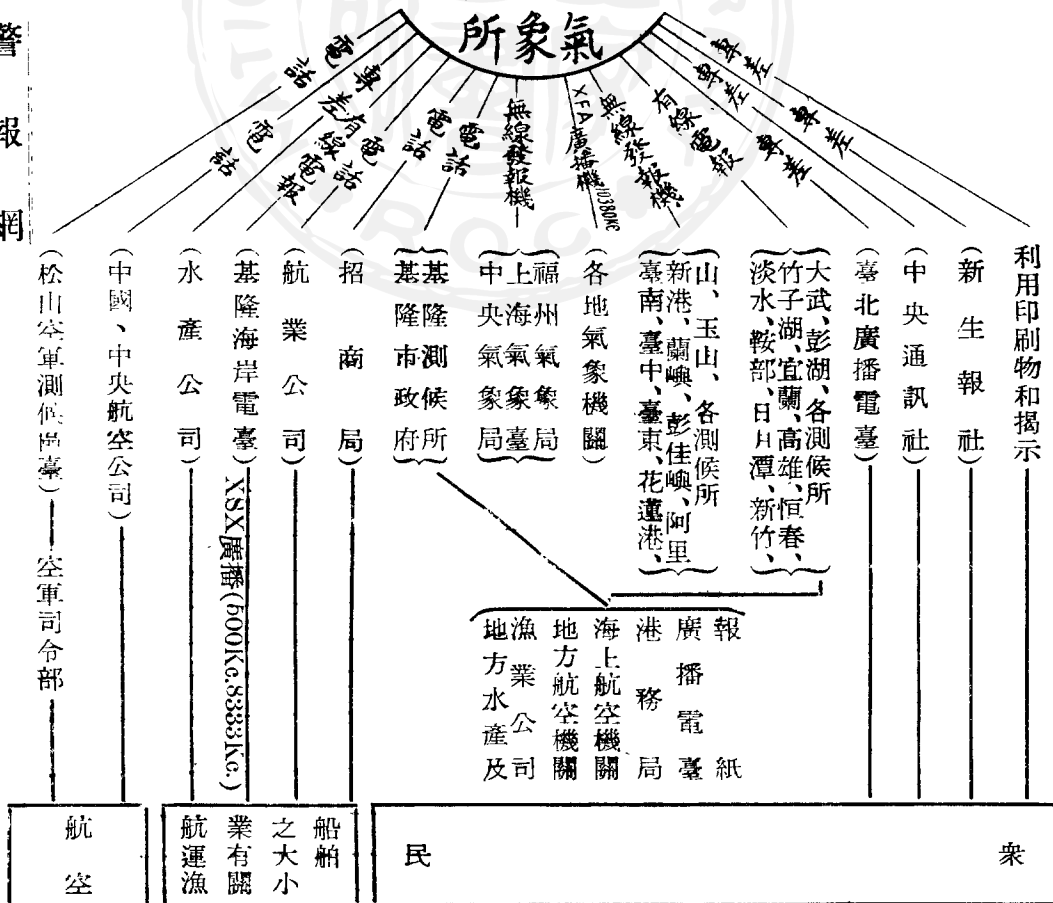 氣象所
專差
專差
專差
專差
有線電報
無線發報機
XFA廣播機10380KC
無線發報機
電話
電話
電話
有線電報
專差
電話
電話
利用印刷物和揭示
(新生報社)
(中央通訊社)
(臺北廣播電臺)
大武、彭湖、各測候所
竹子湖、宜蘭、高雄、恒春、
淡水、鞍部、日月潭、新竹、
山、玉山、各測候所
新港、蘭嶼、彭佳嶼、阿里
臺南、臺中、臺東、花蓮港、
各地氣象機關)
福州氣象局
上海氣象臺
中央氣象局
基隆測候所
基隆市政府
(招商局)
(航業公司)
(基隆海岸電臺)
XSX廣播(500Kc.8333Kc.)
(水產公司)
(中國、中央航空公司)
(松山空軍測候
臺)
空軍司令部
報紙
廣播電臺
港務局
海上航空機關
地方航空機關
漁業公司
地方水產及
民衆
船舶
之大小
業有關
航運漁
航空
警報網